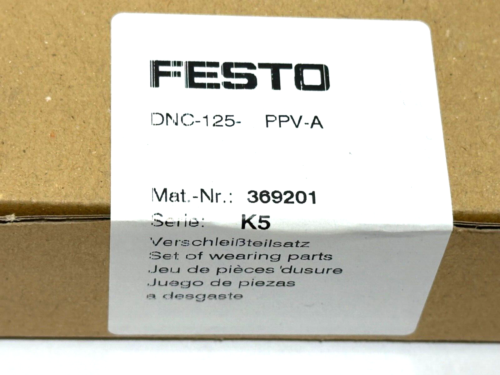 FESTO
DNC-125- PPV-A
Mat.-Nr.: 369201
Serie: K5
Verschleißteilsatz
Set of wearing parts
Jeu de pièces 'dusure
Juego de piezas
a desgaste